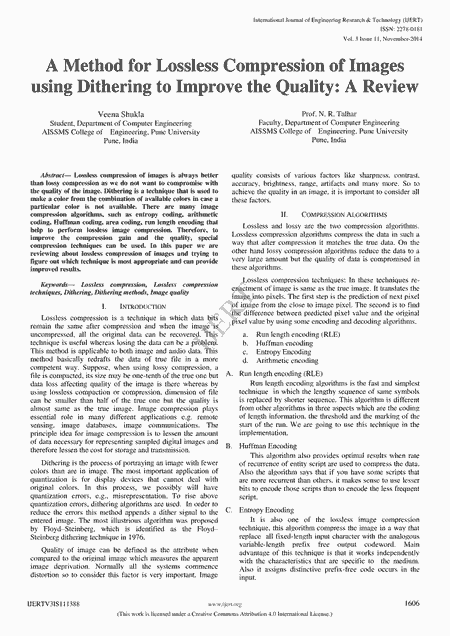 International Journal of Engineering Research & Technology (IJERT)
ISSN: 2278-0181
Vol. 3 Issue 11, November-2014
A Method for Lossless Compression of Images
using Dithering to Improve the Quality: A Review
Veena Shukla
Student, Department of Computer Engineering
AISSMS College of Engineering, Pune University
Pune, India
Prof. N. R. Talhar
Faculty, Department of Computer Engineering
AISSMS College of Engineering, Pune University
Pune, India
Abstract— Lossless compression of images is always better
than lossy compression as we do not want to compromise with
the quality of the image. Dithering is a technique that is used to
make a color from the combination of available colors in case a
particular color is not available. There are many image
compression algorithms, such as entropy coding, arithmetic
coding, Huffman coding, area coding, run length encoding that
help to perform lossless image compression. Therefore, to
improve the compression gain and the quality, special
compression techniques can be used. In this paper we are
reviewing about lossless compression of images and trying to
figure out which technique is most appropriate and can provide
improved results.
Keywords— Lossless compression, Lossless compression
techniques, Dithering, Dithering methods, Image quality
I. INTRODUCTION
Lossless compression is a technique in which data bits
remain the same after compression and when the image is
uncompressed, all the original data can be recovered. This
technique is useful whereas losing the data can be a problem.
This method is applicable to both image and audio data. This
method basically redrafts the data of true file in a more
competent way. Suppose, when using lossy compression, a
file is compacted, its size may be one-tenth of the true one but
data loss affecting quality of the image is there whereas by
using lossless compaction or compression, dimension of file
can be smaller than half of the true one but the quality is
almost same as the true image. Image compression plays
essential role in many different applications e.g. remote
sensing, image databases, image communications. The
principle idea for image compression is to lessen the amount
of data necessary for representing sampled digital images and
therefore lessen the cost for storage and transmission.
Dithering is the process of portraying an image with fewer
colors than are in image. The most important application of
quantization is for display devices that cannot deal with
original colors. In this process, we possibly will have
quantization errors, e.g., misrepresentation. To rise above
quantization errors, dithering algorithms are used. In order to
reduce the errors this method appends a dither signal to the
entered image. The most illustrious algorithm was proposed
by Floyd–Steinberg, which is identified as the Floyd–
Steinberg dithering technique in 1976.
Quality of image can be defined as the attribute when
compared to the original image which measures the apparent
image deprivation. Normally all the systems commence
distortion so to consider this factor is very important. Image
quality consists of various factors like sharpness, contrast,
accuracy, brightness, range, artifacts and many more. So to
achieve quality in an image, it is important to consider all
these factors.
II. COMPRESSION ALGORITHMS
Lossless and lossy are the two compression algorithms.
Lossless compression algorithms compress the data in such a
way that after compression it matches the true data. On the
other hand lossy compression algorithms reduce the data to a
very large amount but the quality of data is compromised in
these algorithms.
Lossless compression techniques: In these techniques re-
enactment of image is same as the true image. It translates the
image into pixels. The first step is the prediction of next pixel
of image from the close to image pixel. The second is to find
the difference between predicted pixel value and the original
pixel value by using some encoding and decoding algorithms.
a. Run length encoding (RLE)
b. Huffman encoding
c. Entropy Encoding
d. Arithmetic encoding
A. Run length encoding (RLE)
Run length encoding algorithms is the fast and simplest
technique in which the lengthy sequence of same symbols
is replaced by shorter sequence. This algorithm is different
from other algorithms in three aspects which are the coding
of length information, the threshold and the marking of the
start of the run. We are going to use this technique in the
implementation.
B. Huffman Encoding
This algorithm also provides optimal results when rate
of recurrence of entity script are used to compress the data.
Also the algorithm says that if you have some scripts that
are more recurrent than others, it makes sense to use lesser
bits to encode those scripts than to encode the less frequent
script.
C. Entropy Encoding
It is also one of the lossless image compression
technique, this algorithm compress the image in a way that
replace all fixed-length input character with the analogous
variable-length prefix free output codeword. Main
advantage of this technique is that it works independently
with the characteristics that are specific to the medium.
Also it assigns distinctive prefix-free code occurs in the
input.
IJERTV3IS111388
www.ijert.org
1606
(This work is licensed under a Creative Commons Attribution 4.0 International License.)